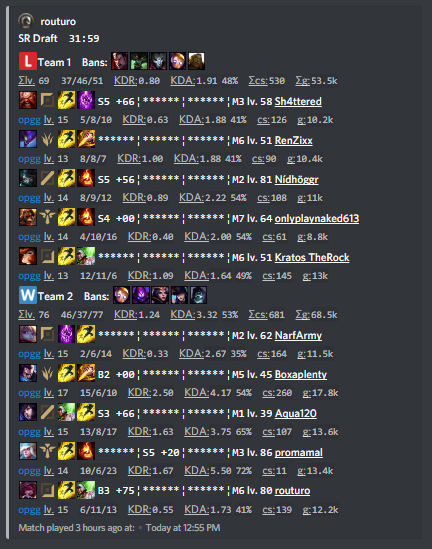 routuro
SR Draft 31:59
L Team 1 Bans:
Σlv. 69 37/46/51 KDR:0.80 KDA:1.91 48% Σcs:530 Σg:53.5k
S5 +66¦******¦******¦M3 lv. 58 Sh4ttered
opgg lv. 15 5/8/10 KDR:0.63 KDA:1.88 41% cs:126 g:10.2k
******¦******¦******¦M6 lv. 51 RenZixx
opgg lv. 13 8/8/7 KDR:1.00 KDA:1.88 41% cs:90 g:10.4k
S5 +56¦******¦******¦M2 lv. 81 Nídhöggr
opgg lv. 14 8/9/12 KDR:0.89 KDA:2.22 54% cs:108 g:11k
S4 +00¦******¦******¦M7 lv. 64 onlyplaynaked613
opgg lv. 14 4/10/16 KDR:0.40 KDA:2.00 54% cs:61 g:8.8k
******¦******¦******¦M6 lv. 51 Kratos TheRock
opgg lv. 13 12/11/6 KDR:1.09 KDA:1.64 49% cs:145 g:13k
W Team 2 Bans:
Σlv. 76 46/37/77 KDR:1.24 KDA:3.32 53% Σcs:681 Σg:68.5k
******¦******¦******¦M2 lv. 62 NarfArmy
opgg lv. 15 2/6/14 KDR:0.33 KDA:2.67 35% cs:164 g:11.5k
B2 +00¦******¦******¦M5 lv. 45 Boxaplenty
opgg lv. 17 15/6/10 KDR:2.50 KDA:4.17 54% cs:260 g:17.8k
S3 +66¦******¦******¦M1 lv. 39 Aqua120
opgg lv. 15 13/8/17 KDR:1.63 KDA:3.75 65% cs:107 g:13.6k
******¦S5 +20¦******¦M3 lv. 86 promamal
opgg lv. 14 10/6/23 KDR:1.67 KDA:5.50 72% cs:11 g:13.4k
B3 +75¦******¦******¦M6 lv. 80 routuro
opgg lv. 15 6/11/13 KDR:0.55 KDA:1.73 41% cs:139 g:12.2k
Match played 3 hours ago at: • Today at 12:55 PM